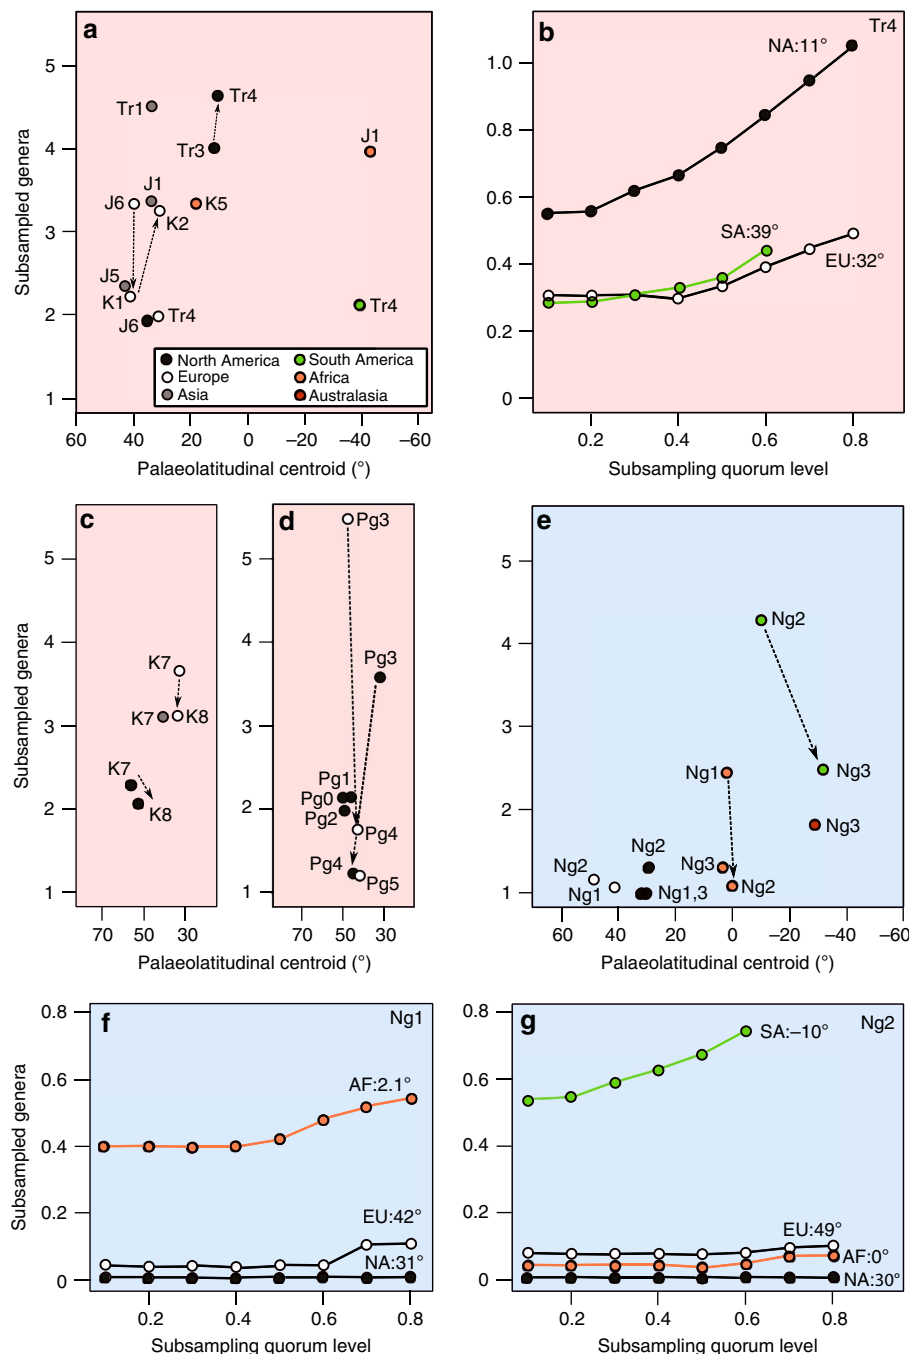 a
Subsampled genera
5
4
3
2
1
Tr1
Tr4
Tr3
J1
J1
J6
K5
K2
J5
K1
J6
Tr4
Tr4
North America
South America
Europe
Africa
Asia
Australasia
60 40 20 0 –20 –40 –60
Palaeolatitudinal centroid (°)
b
Tr4
1.0
0.8
0.6
0.4
0.2
0
NA:11°
SA:39°
EU:32°
0.2 0.4 0.6 0.8
Subsampling quorum level
c
Subsampled genera
5
4
3
2
1
K7
K7
K8
K7
K8
70 50 30
d
5
4
3
2
1
Pg3
Pg3
Pg1
Pg0
Pg2
Pg4
Pg4
Pg5
70 50 30
Palaeolatitudinal centroid (°)
e
5
4
3
2
1
Ng2
Ng1
Ng3
Ng3
Ng2
Ng2
Ng3
Ng1
Ng1,3
Ng2
60 40 20 0 –20 –40 –60
Palaeolatitudinal centroid (°)
f
Ng1
Subsampled genera
0.8
0.6
0.4
0.2
0
AF:2.1°
EU:42°
NA:31°
0.2 0.4 0.6 0.8
Subsampling quorum level
g
Ng2
0.8
0.6
0.4
0.2
0
SA:–10°
EU:49°
AF:0°
NA:30°
0.2 0.4 0.6 0.8
Subsampling quorum level